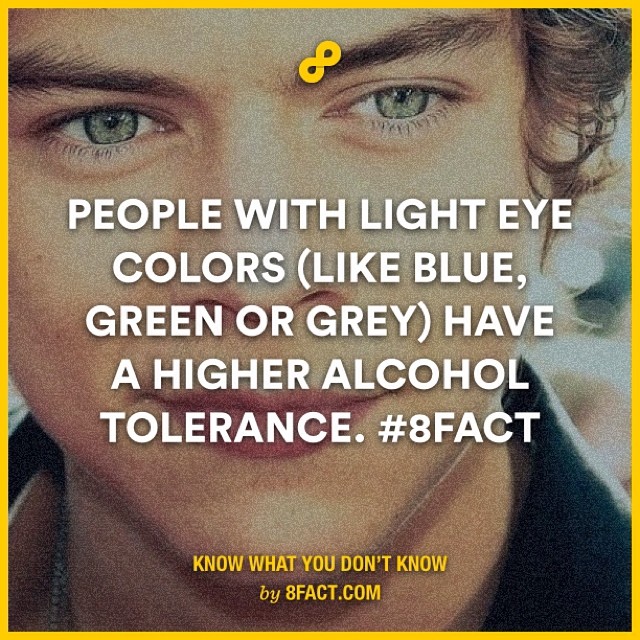 PEOPLE WITH LIGHT EYE
COLORS (LIKE BLUE,
GREEN OR GREY) HAVE
A HIGHER ALCOHOL
TOLERANCE. #8FACT
KNOW WHAT YOU DON'T KNOW
by 8FACT.COM